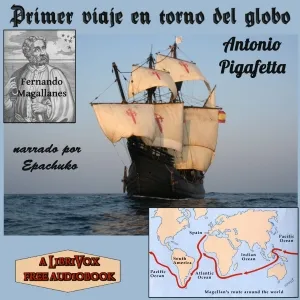 Primer viaje en torno del globo
Antonio
Pigafetta
Fernando
Magallanes
narrado por
Epachuko
A LIBRIVOX
FREE AUDIOBOOK
Spain
South
America
Pacific
Ocean
Atlantic
Ocean
Indian
Ocean
Pacific
Ocean
Magellan's route around the world